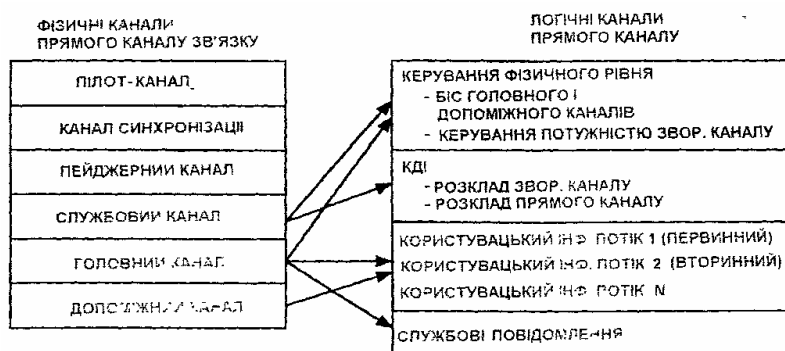 ФІЗИЧНІ КАНАЛИ
ПРЯМОГО КАНАЛУ ЗВ'ЯЗКУ
ПІЛОТ-КАНАЛ
КАНАЛ СИНХРОНІЗАЦІЇ
ПЕЙДЖЕРНИЙ КАНАЛ
СЛУЖБОВИЙ КАНАЛ
ГОЛОВНИЙ КАНАЛ
ДОПОМІЖНИЙ КАНАЛ
ЛОГІЧНІ КАНАЛИ
ПРЯМОГО КАНАЛУ
КЕРУВАННЯ ФІЗИЧНОГО РІВНЯ
- БІС ГОЛОВНОГО І
ДОПОМІЖНОГО КАНАЛІВ
- КЕРУВАННЯ ПОТУЖНІСТЮ ЗВОР. КАНАЛУ
КДІ
- РОЗКЛАД ЗВОР. КАНАЛУ
- РОЗКЛАД ПРЯМОГО КАНАЛУ
КОРИСТУВАЦЬКИЙ ІНФ. ПОТІК 1 (ПЕРВИННИЙ)
КОРИСТУВАЦЬКИЙ ІНФ. ПОТІК 2 (ВТОРИННИЙ)
КОРИСТУВАЦЬКИЙ ІНФ. ПОТІК N
СЛУЖБОВІ ПОВІДОМЛЕННЯ